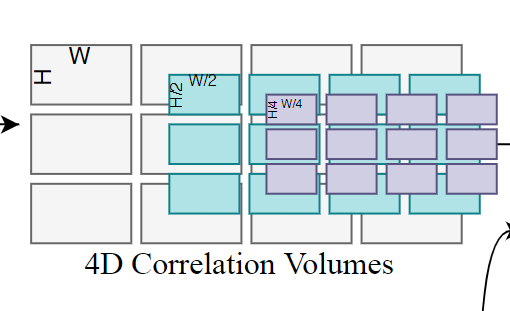 W
H
W/2
H/2
W/4
H/4
4D Correlation Volumes